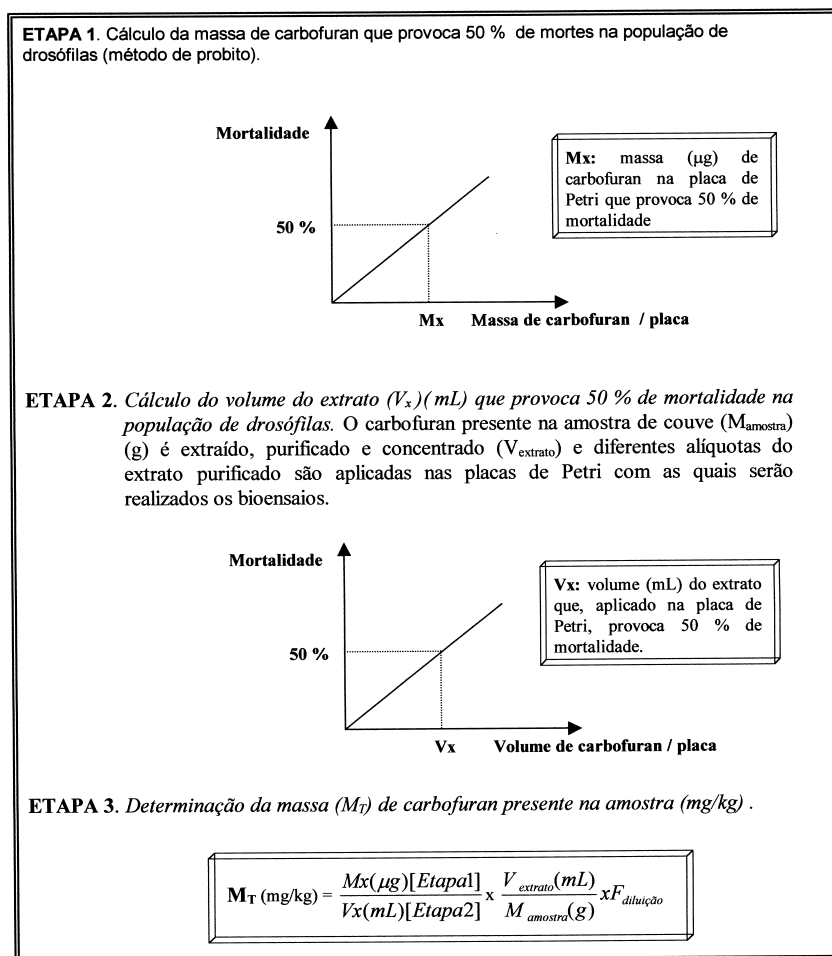 ETAPA 1. Cálculo da massa de carbofuran que provoca 50 % de mortes na população de
drosófilas (método de probito).
Mortalidade
Mx: massa (µg) de
carbofuran na placa de
Petri que provoca 50 % de
mortalidade
50 %
Mx Massa de carbofuran / placa
ETAPA 2. Cálculo do volume do extrato (Vx)( mL) que provoca 50 % de mortalidade na
população de drosófilas. O carbofuran presente na amostra de couve (Mamostra)
(g) é extraído, purificado e concentrado (Vextrato) e diferentes alíquotas do
extrato purificado são aplicadas nas placas de Petri com as quais serão
realizados os bioensaios.
Mortalidade
Vx: volume (mL) do extrato
que, aplicado na placa de
Petri, provoca 50 % de
mortalidade.
50 %
Vx Volume de carbofuran / placa
ETAPA 3. Determinação da massa (MT) de carbofuran presente na amostra (mg/kg) .
MT (mg/kg) = Mx(µg)[Etapa1] / Vx(mL)[Etapa2] x Vextrato(mL) / Mamostra(g) xFdiluição